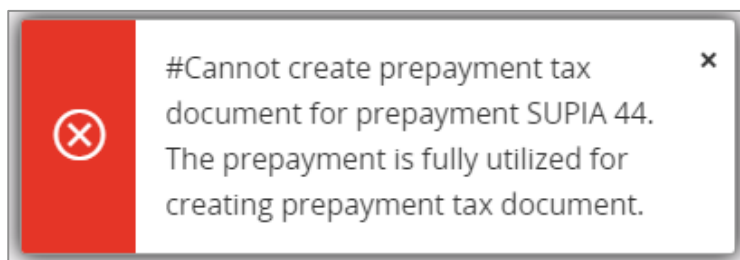 #Cannot create prepayment tax
document for prepayment SUPIA 44.
The prepayment is fully utilized for
creating prepayment tax document.